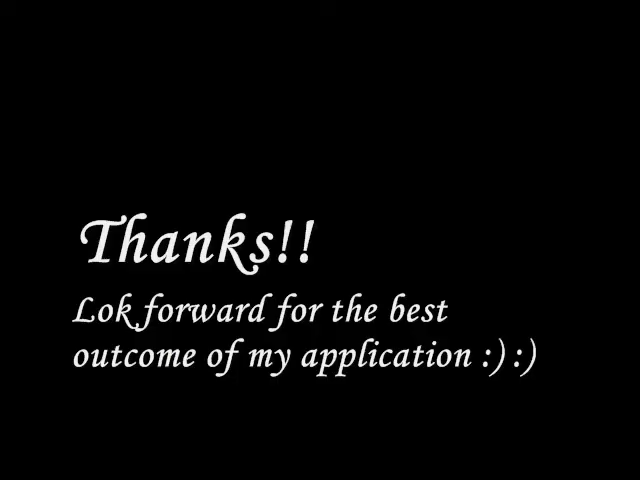 Thanks!!
Lok forward for the best
outcome of my application :) :)